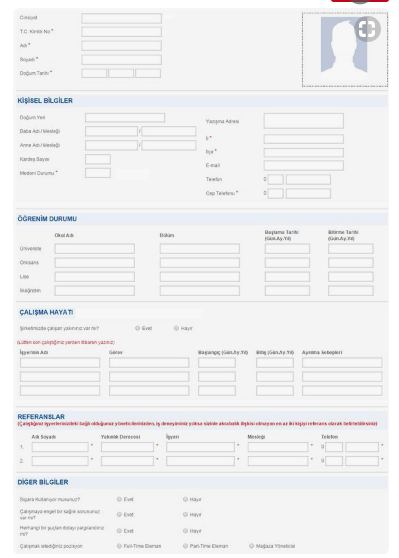 Cinsiyet
T.C. Kimlik No *
Adı *
Soyadı *
Doğum Tarihi *
KİŞİSEL BİLGİLER
Doğum Yeri
Baba Adı / Mesleği /
Anne Adı / Mesleği /
Kardeş Sayısı
Medeni Durumu *
Yazışma Adresi
İl *
İlçe *
E-mail
Telefon 0
Cep Telefonu * 0
ÖĞRENİM DURUMU
Okul Adı Bölüm Başlama Tarihi (Gün.Ay.Yıl) Bitirme Tarihi (Gün.Ay.Yıl)
Üniversite
Önlisans
Lise
İlköğretim
ÇALIŞMA HAYATI
Şirketimizde çalışan yakınınız var mı? Evet Hayır
(Lütfen son çalıştığınız yerden itibaren yazınız)
İşyerinin Adı Görev Başlangıç (Gün.Ay.Yıl) Bitiş (Gün.Ay.Yıl) Ayrılma Sebepleri
REFERANSLAR
(Çalıştığınız işyerlerinizdeki bağlı olduğunuz yöneticilerinizden, iş deneyiminiz yoksa sizinle akrabalık ilişkisi olmayan en az iki kişiyi referans olarak belirtebilirsiniz)
Adı Soyadı Yakınlık Derecesi İşyeri Mesleği Telefon
1. * * * * 0 *
2. * * * * 0 *
DİĞER BİLGİLER
Sigara Kullanıyor musunuz? Evet Hayır
Çalışmaya engel bir sağlık sorununuz var mı? Evet Hayır
Herhangi bir suçtan dolayı yargılandınız mı? Evet Hayır
Çalışmak istediğiniz pozisyon Full-Time Eleman Part-Time Eleman Mağaza Yöneticisi